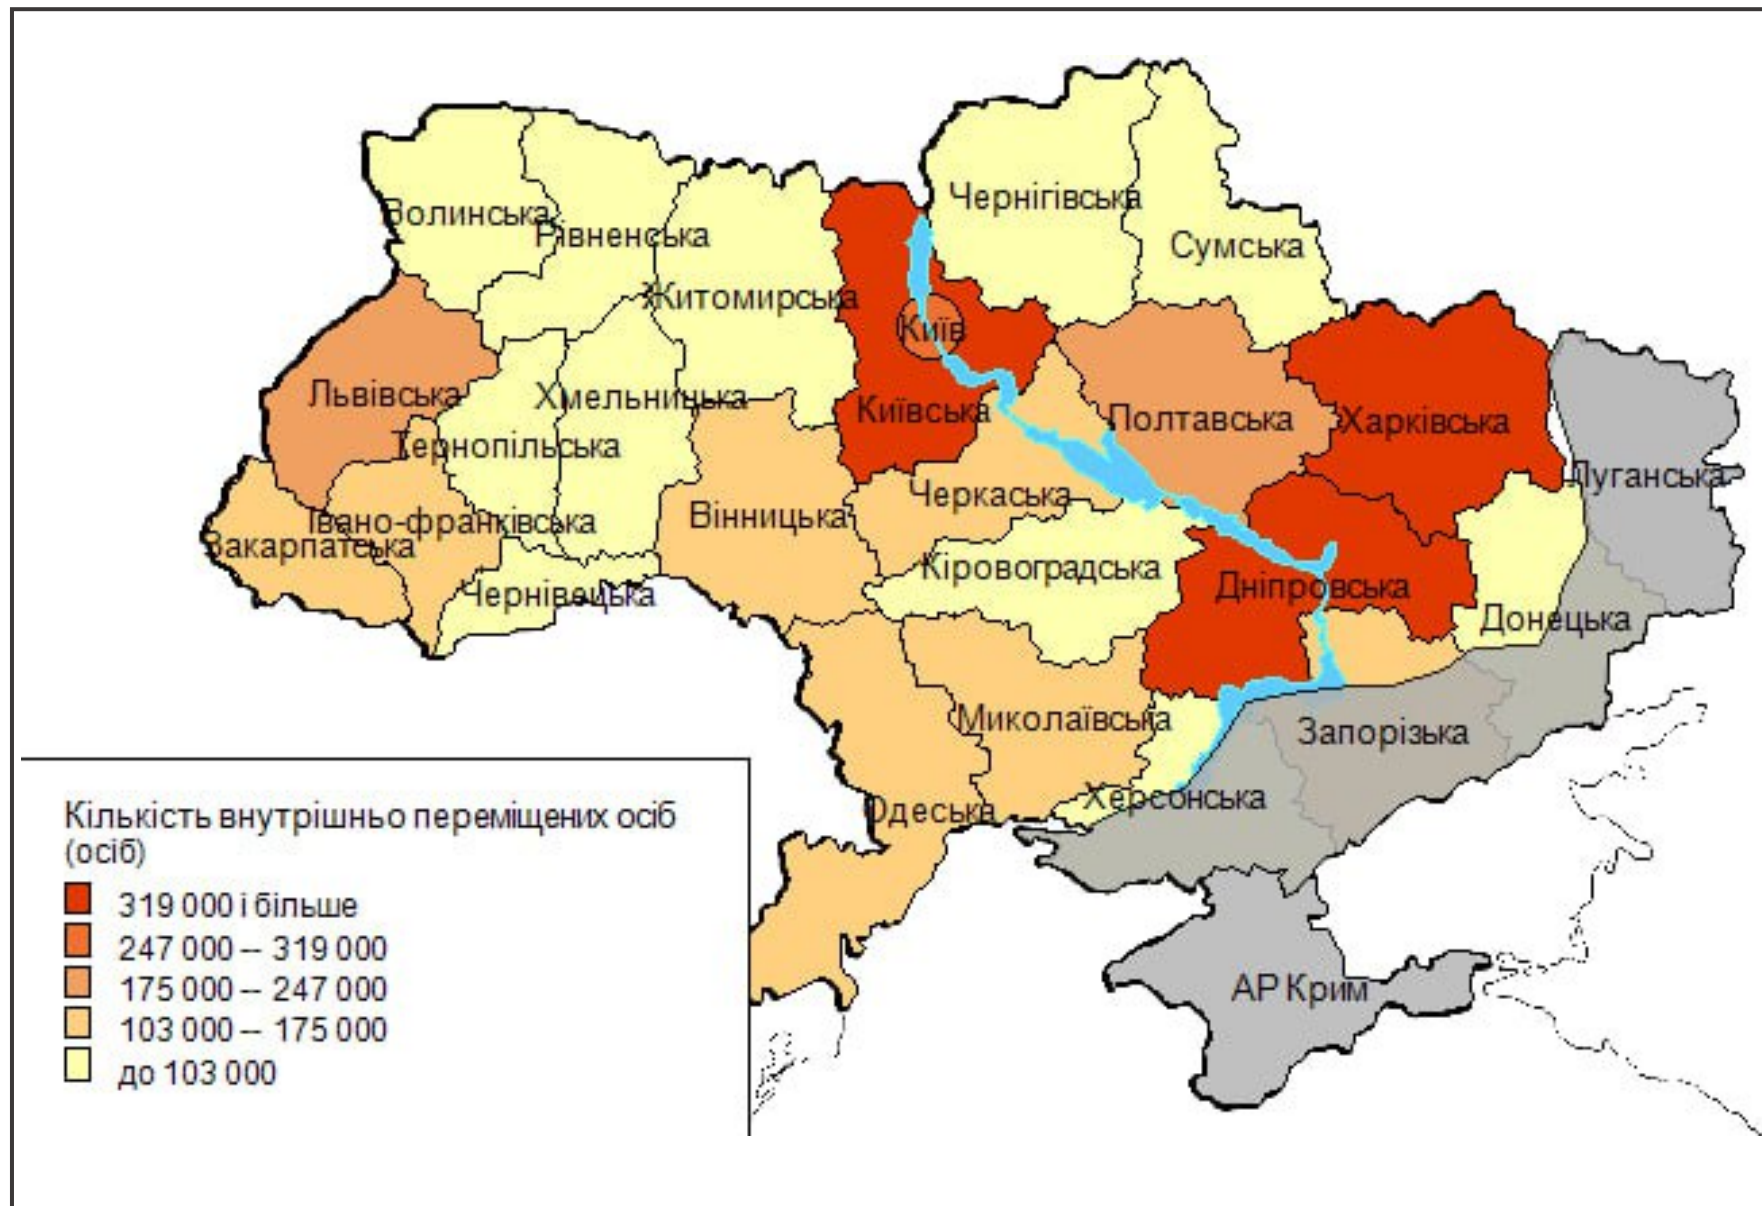 Чернігівська
Волинська
Рівненська
Сумська
Житомирська
Київ
Львівська
Хмельницька
Київська
Полтавська
Харківська
Тернопільська
Луганська
Черкаська
Вінницька
Івано-франківська
Закарпатська
Кіровоградська
Дніпровська
Чернівецька
Донецька
Миколаївська
Запорізька
Херсонська
Одеська
АР Крим
Кількість внутрішньо переміщених осіб
(осіб)
319 000 і більше
247 000 – 319 000
175 000 – 247 000
103 000 – 175 000
до 103 000